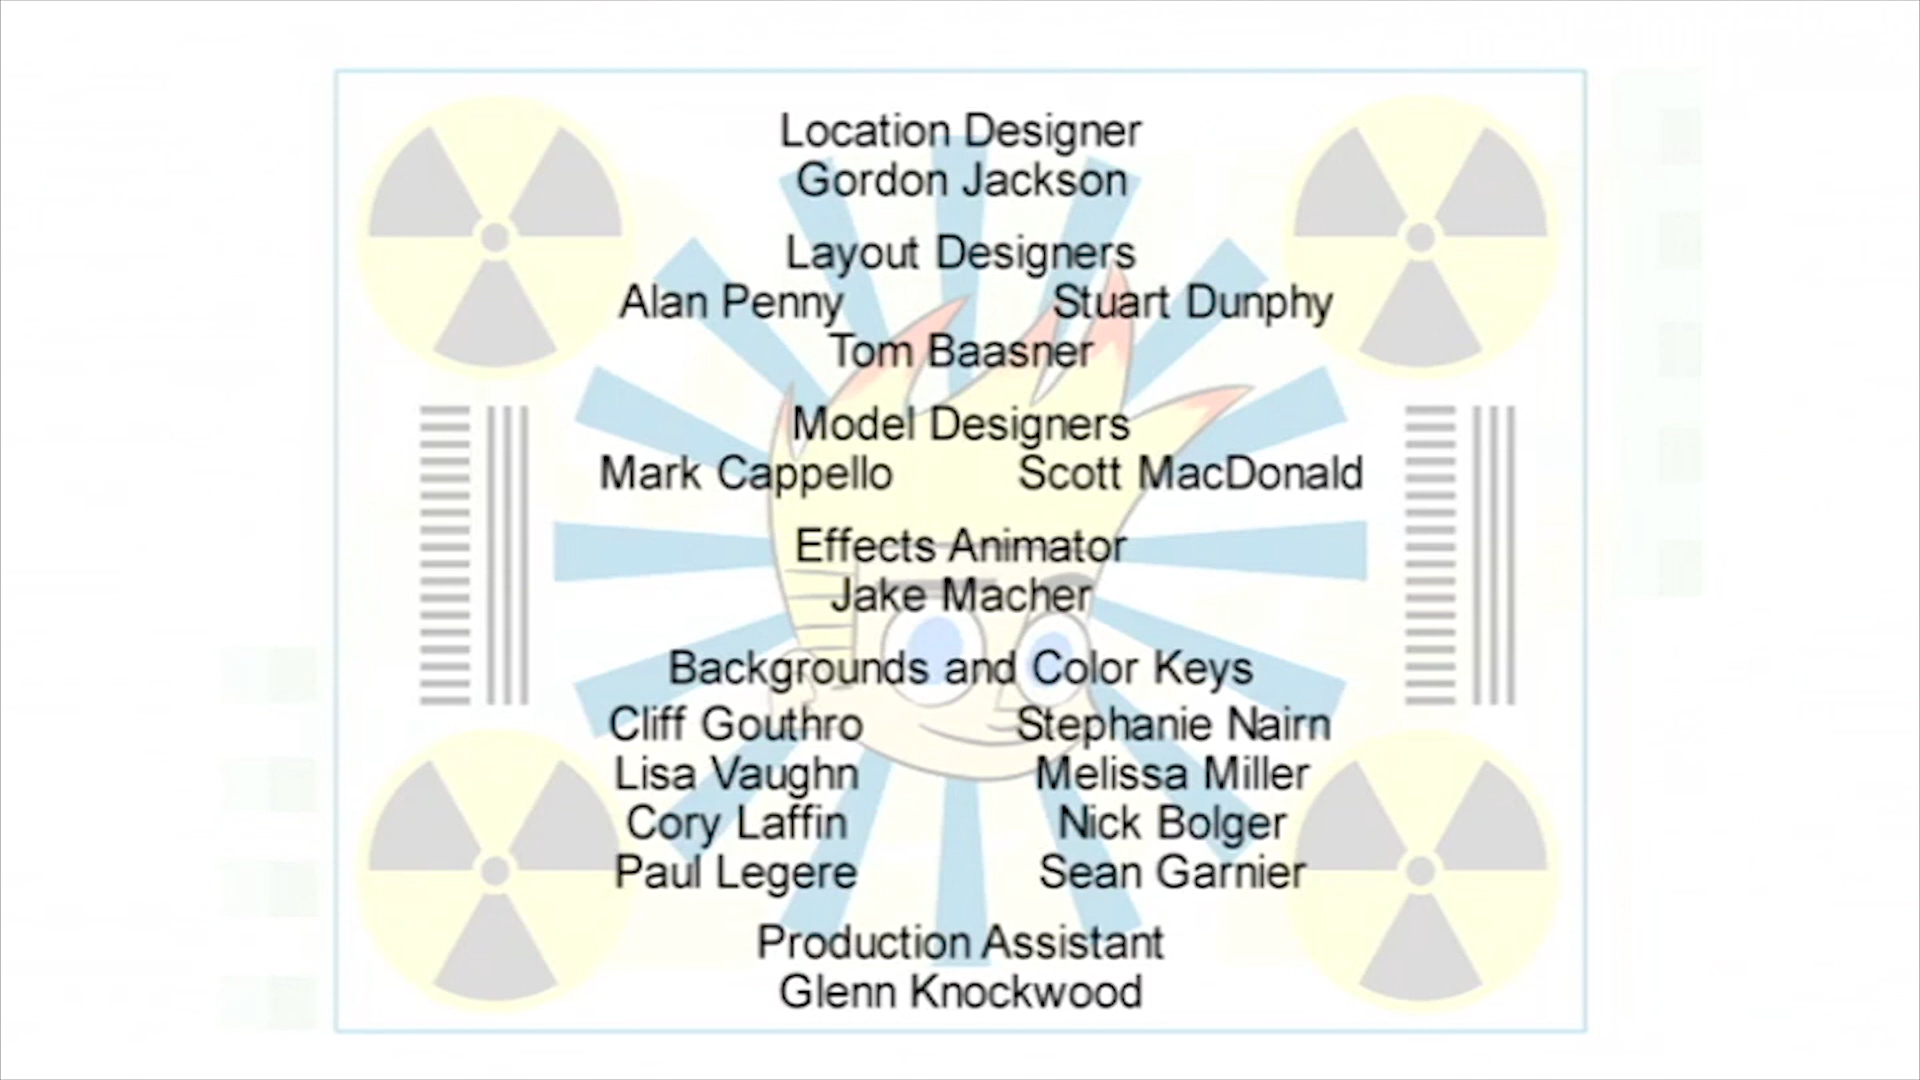 Location Designer
Gordon Jackson
Layout Designers
Alan Penny Stuart Dunphy
Tom Baasner
Model Designers
Mark Cappello Scott MacDonald
Effects Animator
Jake Macher
Backgrounds and Color Keys
Cliff Gouthro Stephanie Nairn
Lisa Vaughn Melissa Miller
Cory Laffin Nick Bolger
Paul Legere Sean Garnier
Production Assistant
Glenn Knockwood